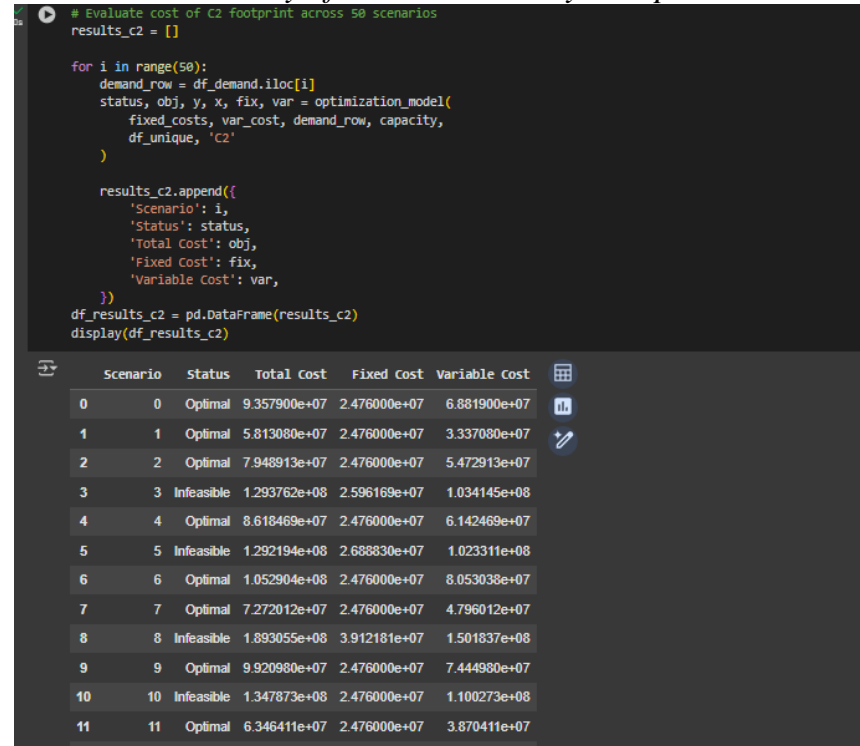 # Evaluate cost of C2 footprint across 50 scenarios
results_c2 = []
for i in range(50):
    demand_row = df_demand.iloc[i]
    status, obj, y, x, fix, var = optimization_model(
        fixed_costs, var_cost, demand_row, capacity,
        df_unique, 'C2'
    )
    results_c2.append({
        'Scenario': i,
        'Status': status,
        'Total Cost': obj,
        'Fixed Cost': fix,
        'Variable Cost': var,
    })
df_results_c2 = pd.DataFrame(results_c2)
display(df_results_c2)
Scenario Status Total Cost Fixed Cost Variable Cost
0 0 Optimal 9.357900e+07 2.476000e+07 6.881900e+07
1 1 Optimal 5.813080e+07 2.476000e+07 3.337080e+07
2 2 Optimal 7.948913e+07 2.476000e+07 5.472913e+07
3 3 Infeasible 1.293762e+08 2.596169e+07 1.034145e+08
4 4 Optimal 8.618469e+07 2.476000e+07 6.142469e+07
5 5 Infeasible 1.292194e+08 2.688830e+07 1.023311e+08
6 6 Optimal 1.052904e+08 2.476000e+07 8.053038e+07
7 7 Optimal 7.272012e+07 2.476000e+07 4.796012e+07
8 8 Infeasible 1.893055e+08 3.912181e+07 1.501837e+08
9 9 Optimal 9.920980e+07 2.476000e+07 7.444980e+07
10 10 Infeasible 1.347873e+08 2.476000e+07 1.100273e+08
11 11 Optimal 6.346411e+07 2.476000e+07 3.870411e+07